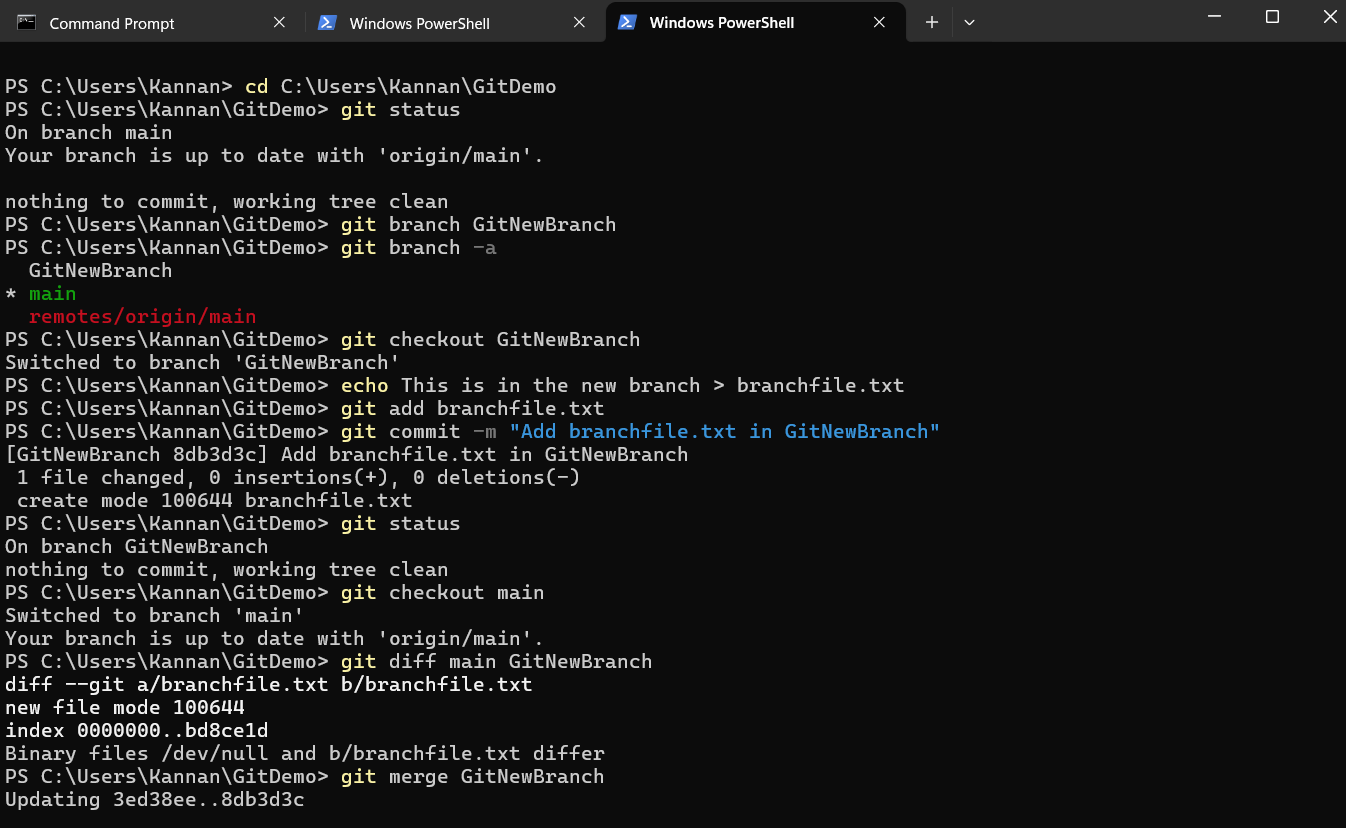 Command Prompt
Windows PowerShell
Windows PowerShell
PS C:\Users\Kannan> cd C:\Users\Kannan\GitDemo
PS C:\Users\Kannan\GitDemo> git status
On branch main
Your branch is up to date with 'origin/main'.
nothing to commit, working tree clean
PS C:\Users\Kannan\GitDemo> git branch GitNewBranch
PS C:\Users\Kannan\GitDemo> git branch -a
  GitNewBranch
* main
  remotes/origin/main
PS C:\Users\Kannan\GitDemo> git checkout GitNewBranch
Switched to branch 'GitNewBranch'
PS C:\Users\Kannan\GitDemo> echo This is in the new branch > branchfile.txt
PS C:\Users\Kannan\GitDemo> git add branchfile.txt
PS C:\Users\Kannan\GitDemo> git commit -m "Add branchfile.txt in GitNewBranch"
[GitNewBranch 8db3d3c] Add branchfile.txt in GitNewBranch
 1 file changed, 0 insertions(+), 0 deletions(-)
 create mode 100644 branchfile.txt
PS C:\Users\Kannan\GitDemo> git status
On branch GitNewBranch
nothing to commit, working tree clean
PS C:\Users\Kannan\GitDemo> git checkout main
Switched to branch 'main'
Your branch is up to date with 'origin/main'.
PS C:\Users\Kannan\GitDemo> git diff main GitNewBranch
diff --git a/branchfile.txt b/branchfile.txt
new file mode 100644
index 0000000..bd8ce1d
Binary files /dev/null and b/branchfile.txt differ
PS C:\Users\Kannan\GitDemo> git merge GitNewBranch
Updating 3ed38ee..8db3d3c